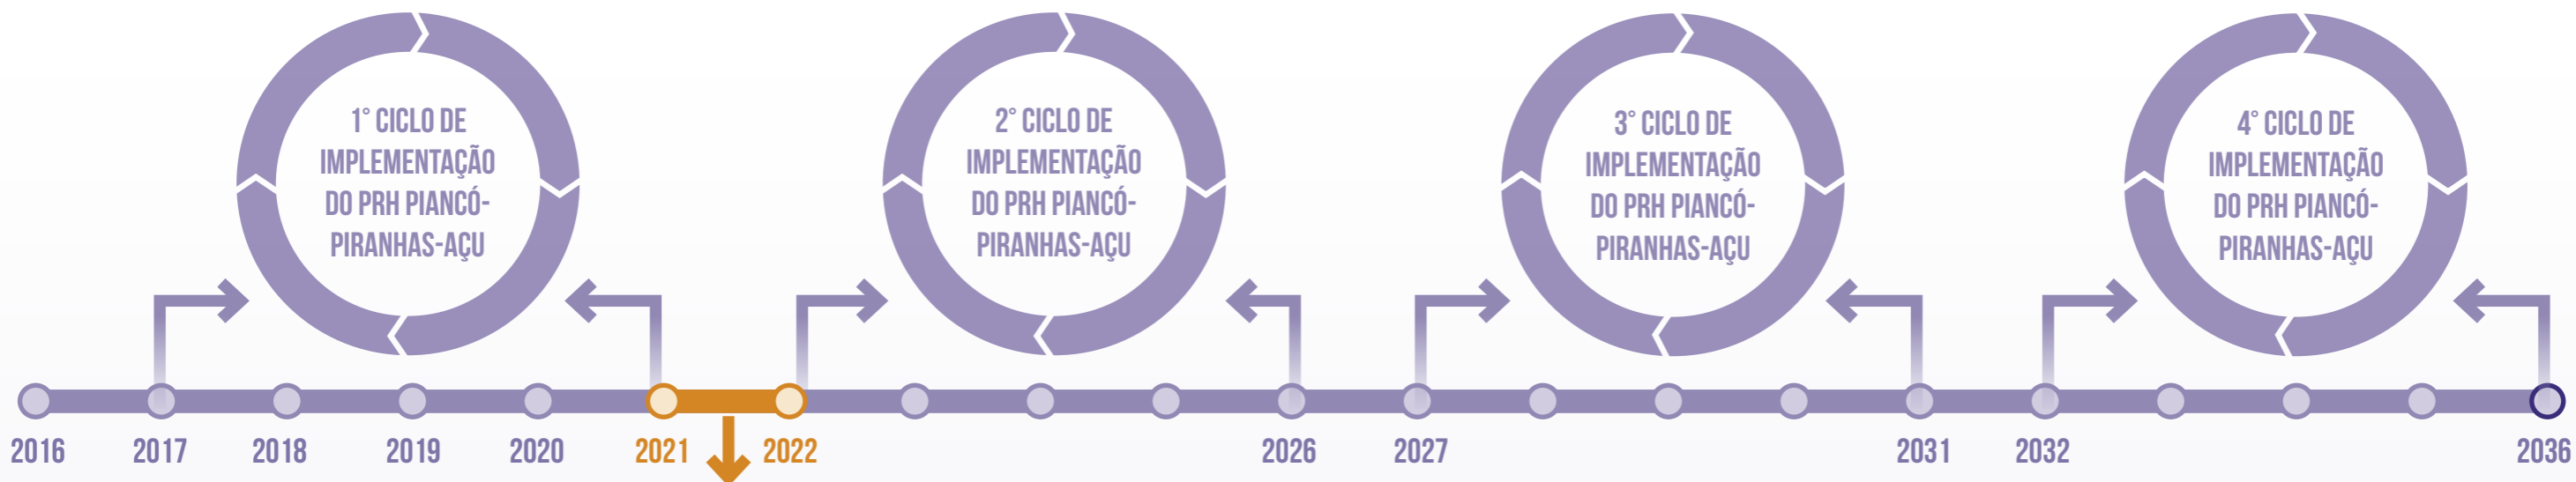 1° CICLO DE
IMPLEMENTAÇÃO
DO PRH PIANCÓ-
PIRANHAS-AÇU
2° CICLO DE
IMPLEMENTAÇÃO
DO PRH PIANCÓ-
PIRANHAS-AÇU
3° CICLO DE
IMPLEMENTAÇÃO
DO PRH PIANCÓ-
PIRANHAS-AÇU
4° CICLO DE
IMPLEMENTAÇÃO
DO PRH PIANCÓ-
PIRANHAS-AÇU
2016 2017 2018 2019 2020 2021 2022 2026 2027 2031 2032 2036